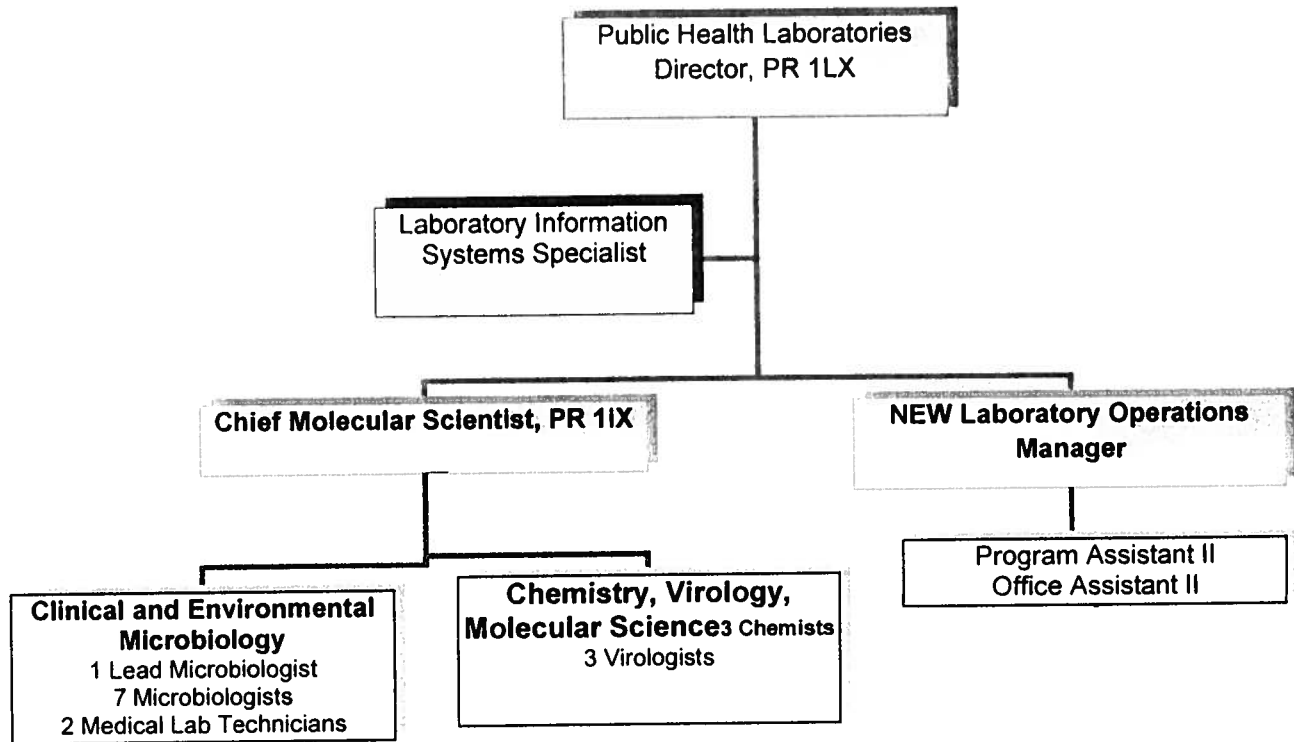 Public Health Laboratories
Director, PR 1LX
Laboratory Information
Systems Specialist
Chief Molecular Scientist, PR 1iX
NEW Laboratory Operations
Manager
Program Assistant II
Office Assistant II
Clinical and Environmental
Microbiology
1 Lead Microbiologist
7 Microbiologists
2 Medical Lab Technicians
Chemistry, Virology,
Molecular Science3 Chemists
3 Virologists